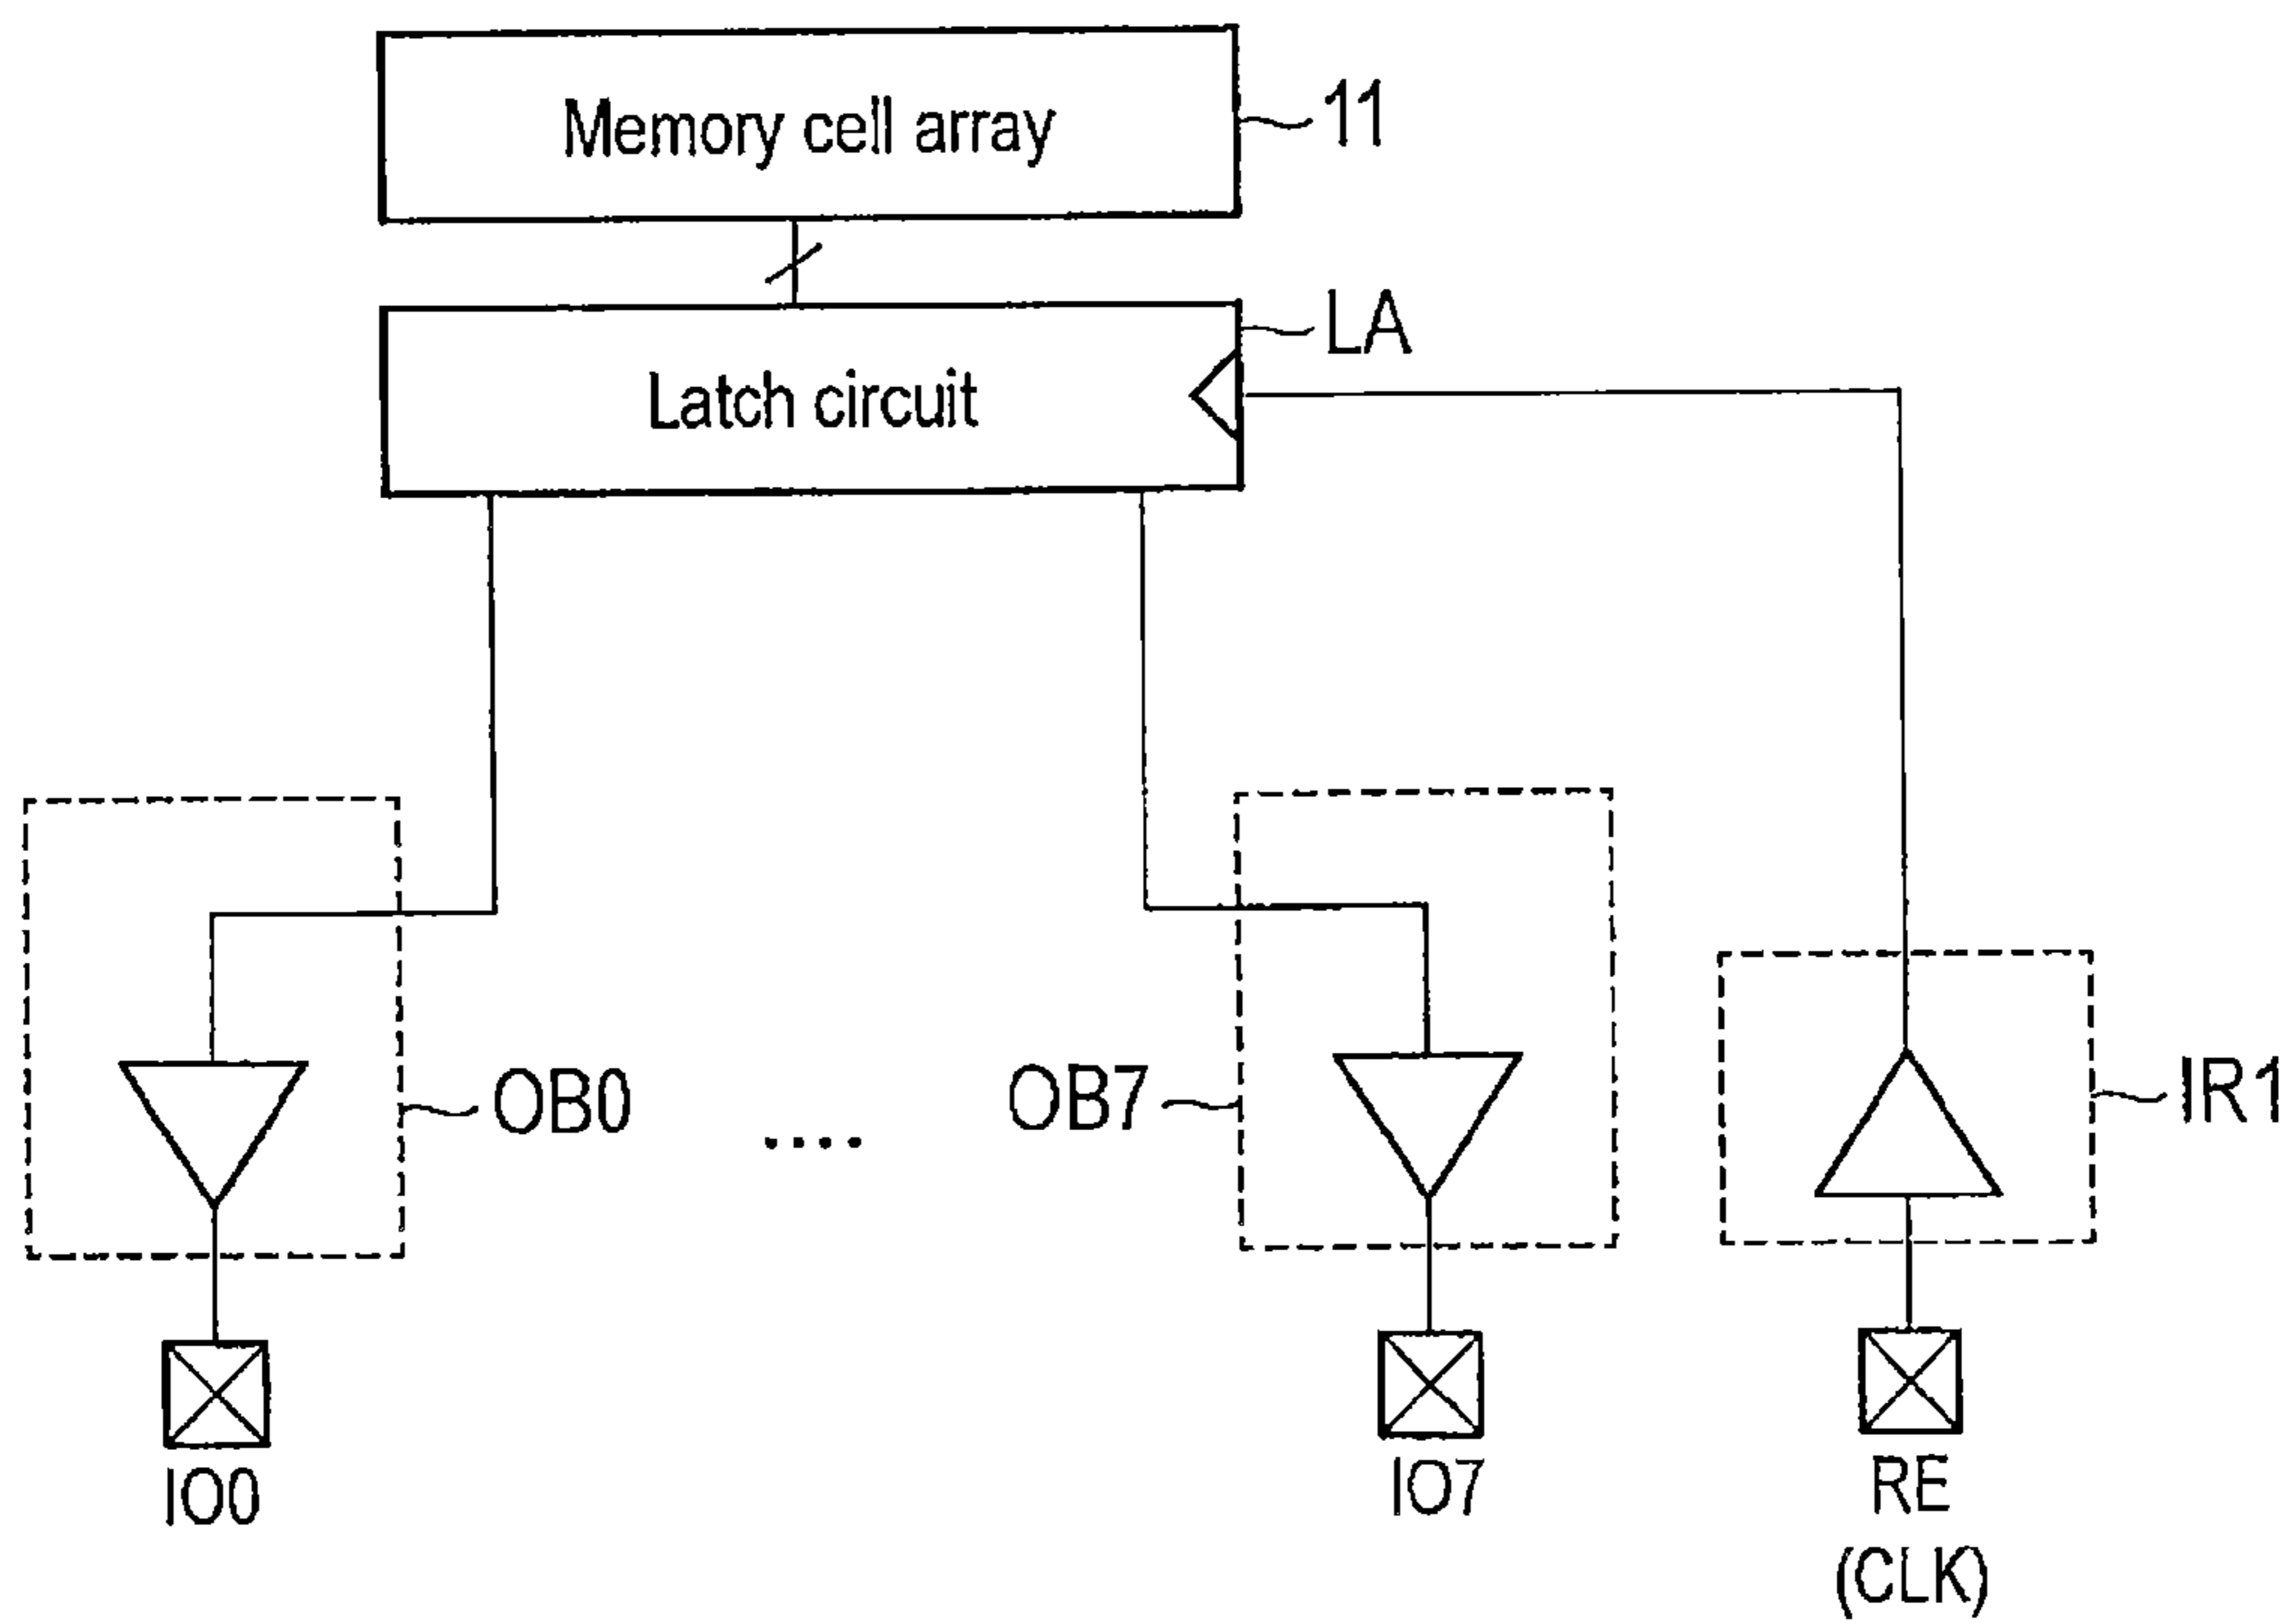 Memory cell array
11
LA
Latch circuit
OB0
....
OB7
IR1
IO0
IO7
RE
(CLK)